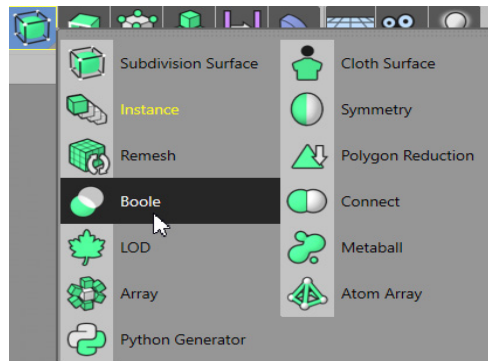 Subdivision Surface
Cloth Surface
Instance
Symmetry
Remesh
Polygon Reduction
Boole
Connect
LOD
Metaball
Array
Atom Array
Python Generator